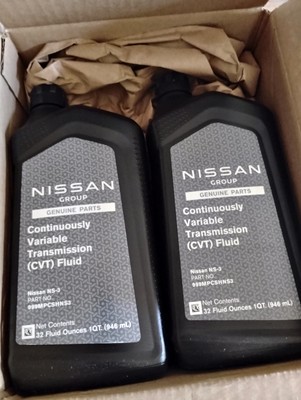 NISSAN
GROUP
GENUINE PARTS
Continuously
Variable
Transmission
(CVT) Fluid
Nissan NS-3
PART NO.
999MPCSHNS3
Net Contents
32 Fluid Ounces 1QT. (946 mL)
NISSAN
GROUP
GENUINE PARTS
Continuously
Variable
Transmission
(CVT) Fluid
Nissan NS-3
PART NO.
999MPCSHNS3
Net Contents
32 Fluid Ounces 1QT. (946 mL)